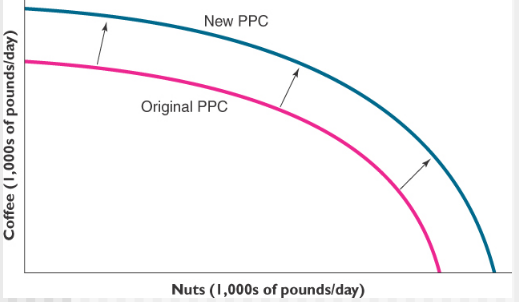 New PPC
Original PPC
Coffee (1,000s of pounds/day)
Nuts (1,000s of pounds/day)